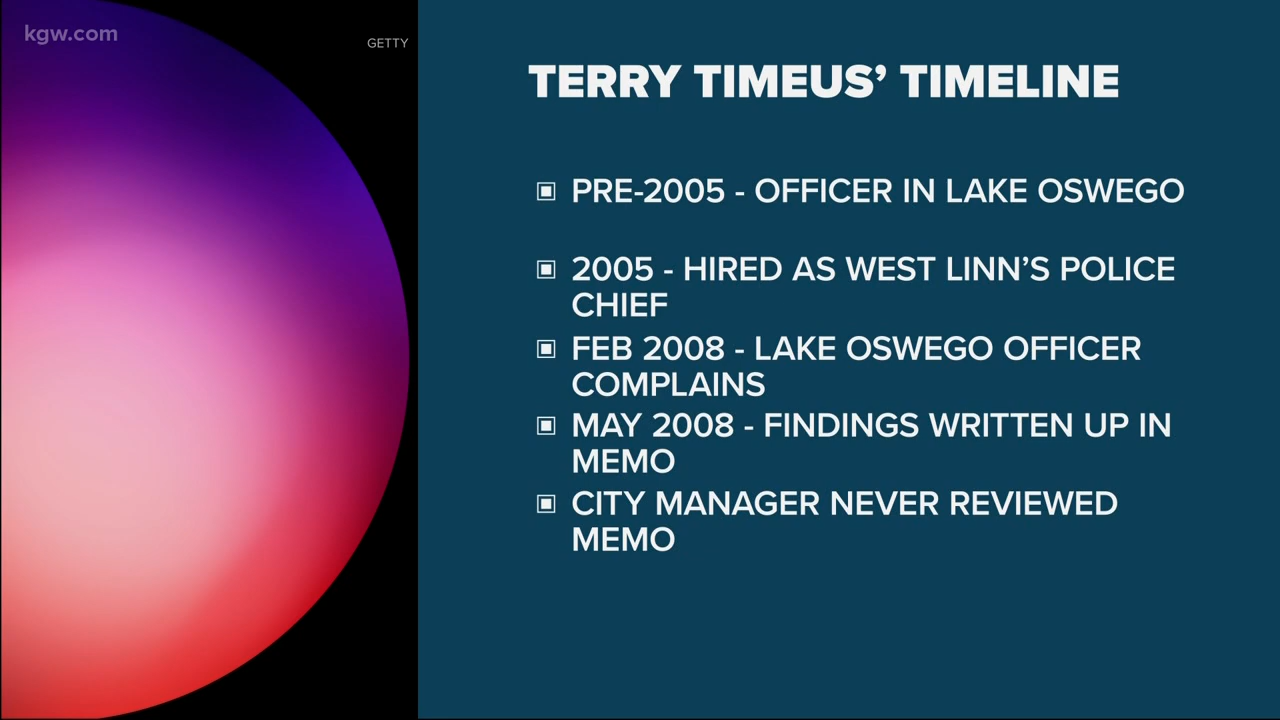 kgw.com
GETTY
TERRY TIMEUS’ TIMELINE
PRE-2005 - OFFICER IN LAKE OSWEGO
2005 - HIRED AS WEST LINN’S POLICE
CHIEF
FEB 2008 - LAKE OSWEGO OFFICER
COMPLAINS
MAY 2008 - FINDINGS WRITTEN UP IN
MEMO
CITY MANAGER NEVER REVIEWED
MEMO